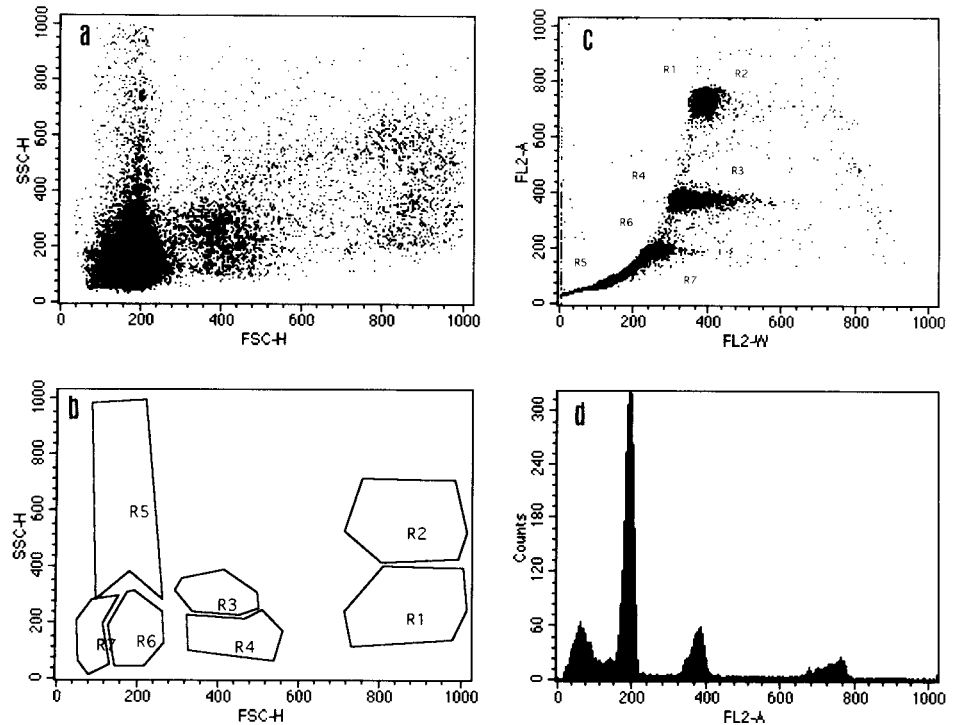 a
SSC-H
1000
800
600
400
200
0
0 200 400 600 800 1000
FSC-H
c
FL2-A
1000
800
600
400
200
0
R1 R2
R4 R3
R6
R5
R7
0 200 400 600 800 1000
FL2-W
b
SSC-H
1000
800
600
400
200
0
R5
R2
R3
R1
R7 R6 R4
0 200 400 600 800 1000
FSC-H
d
Counts
300
240
180
120
60
0
0 200 400 600 800 1000
FL2-A